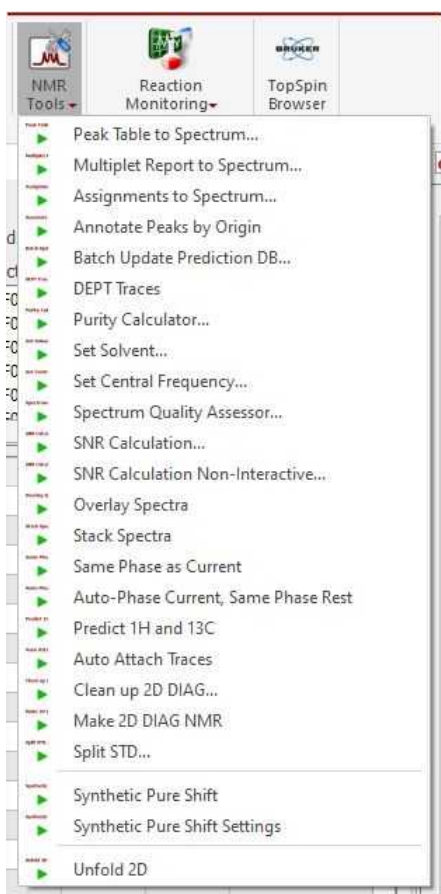 BRUKER
NMR
Tools
Reaction
Monitoring
TopSpin
Browser
Peak Table to Spectrum...
Multiplet Report to Spectrum...
Assignments to Spectrum...
Annotate Peaks by Origin
Batch Update Prediction DB...
DEPT Traces
Purity Calculator...
Set Solvent...
Set Central Frequency...
Spectrum Quality Assessor...
SNR Calculation...
SNR Calculation Non-Interactive...
Overlay Spectra
Stack Spectra
Same Phase as Current
Auto-Phase Current, Same Phase Rest
Predict 1H and 13C
Auto Attach Traces
Clean up 2D DIAG...
Make 2D DIAG NMR
Split STD...
Synthetic Pure Shift
Synthetic Pure Shift Settings
Unfold 2D